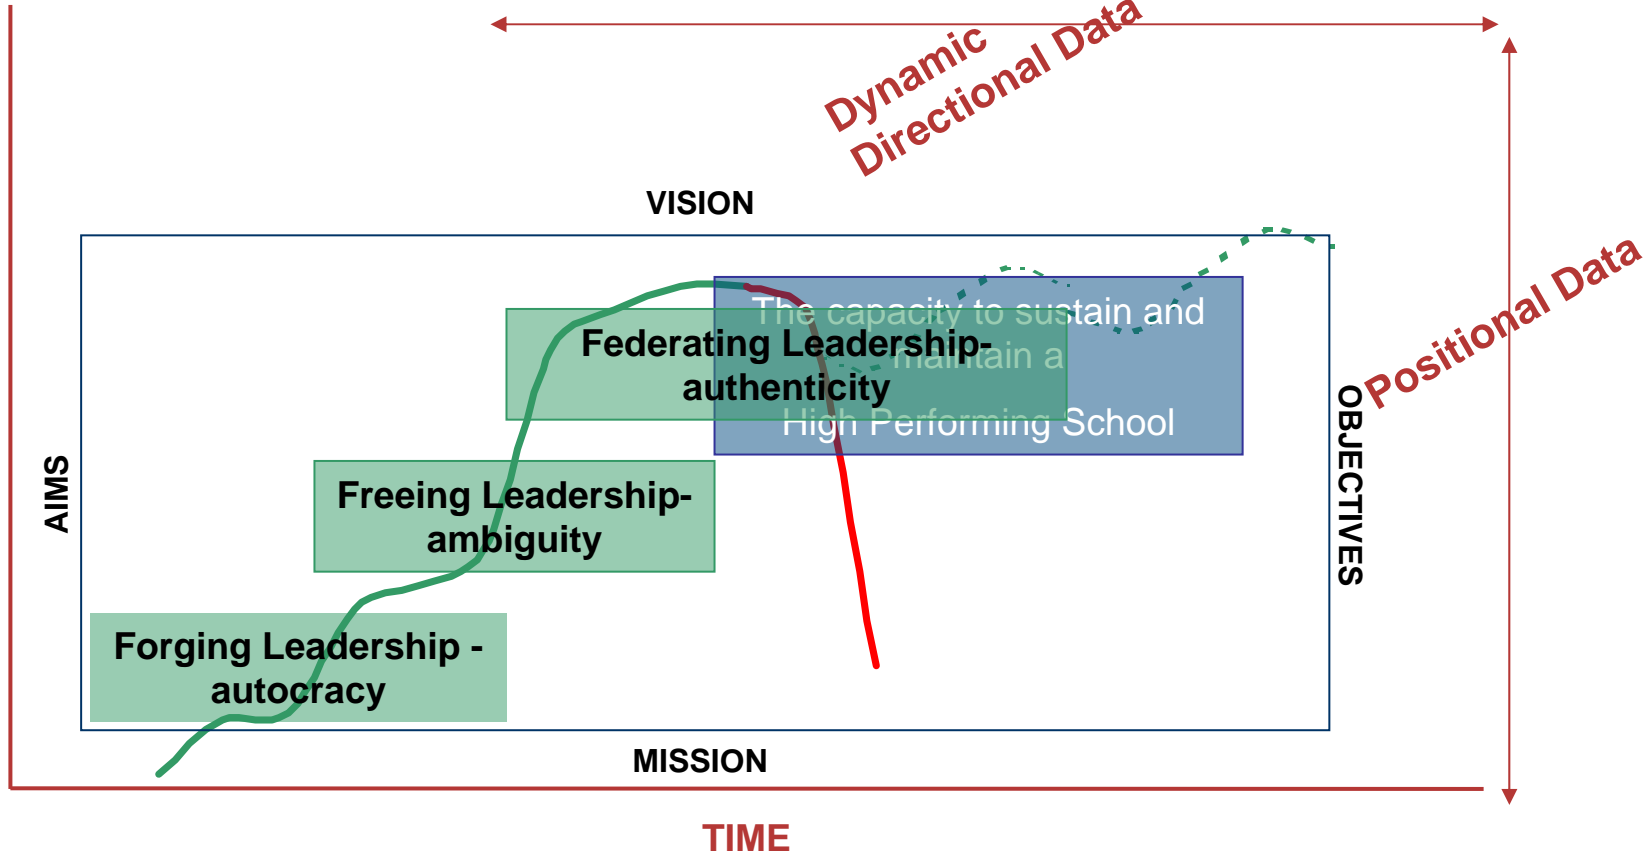 Dynamic
Directional Data
VISION
Positional Data
The capacity to sustain and
maintain a
High Performing School
Federating Leadership-
authenticity
OBJECTIVES
AIMS
Freeing Leadership-
ambiguity
Forging Leadership -
autocracy
MISSION
TIME